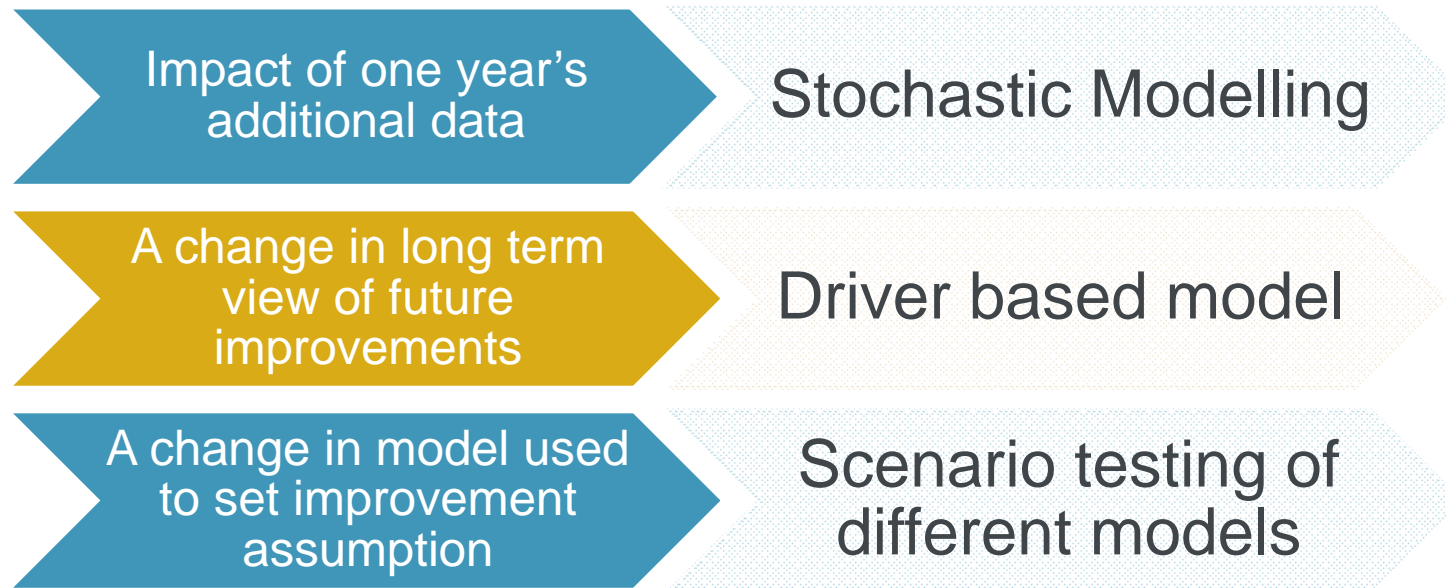 Impact of one year’s
additional data
Stochastic Modelling
A change in long term
view of future
improvements
Driver based model
A change in model used
to set improvement
assumption
Scenario testing of
different models